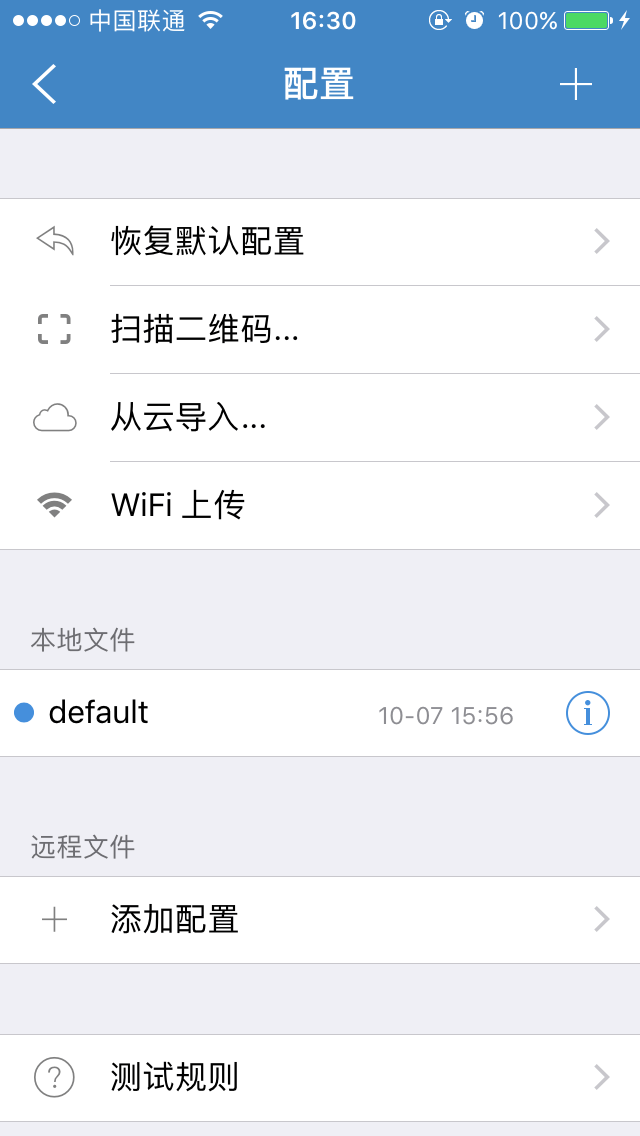 中国联通 16:30 100%
配置
恢复默认配置
扫描二维码...
从云导入...
WiFi 上传
本地文件
default 10-07 15:56
远程文件
添加配置
测试规则